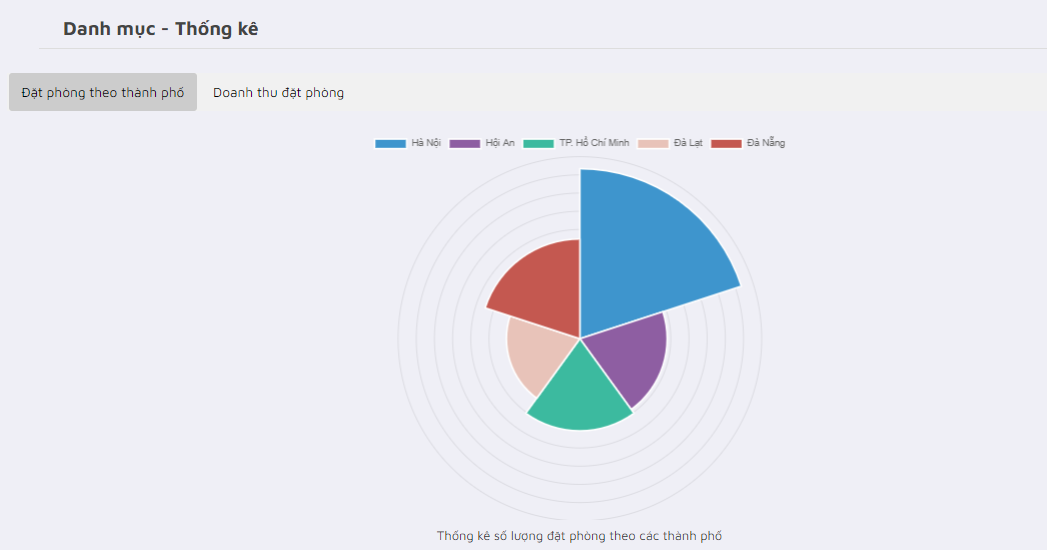 Danh mục - Thống kê
Đặt phòng theo thành phố Doanh thu đặt phòng
Hà Nội Hội An TP. Hồ Chí Minh Đà Lạt Đà Nẵng
Thống kê số lượng đặt phòng theo các thành phố